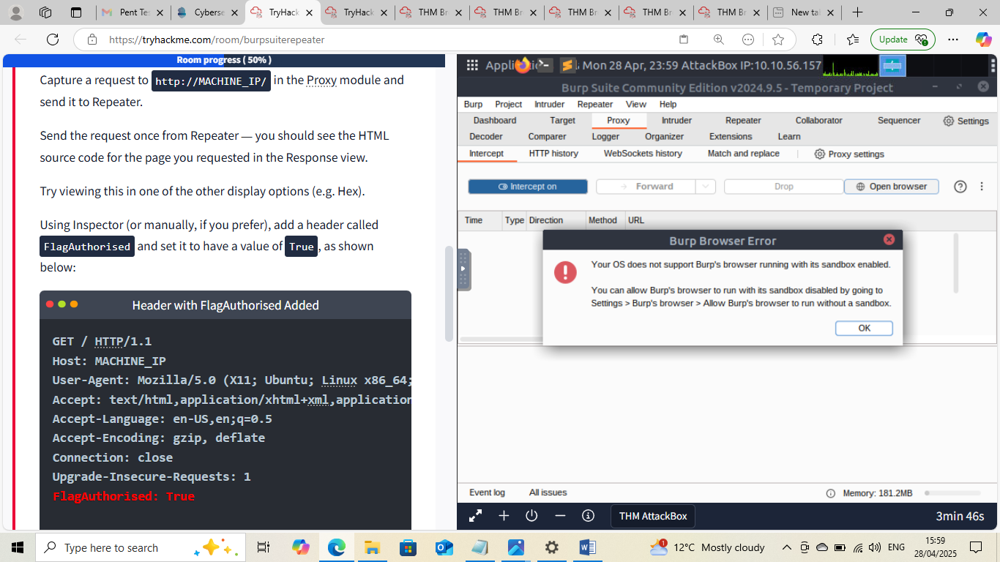 Pent Tes
Cyberse
TryHack
TryHack
THM Br
THM Br
THM Br
THM Br
THM Br
New tab
https://tryhackme.com/room/burpsuiterepeater
Update
Room progress ( 50% )
Capture a request to http://MACHINE_IP/ in the Proxy module and
send it to Repeater.
Send the request once from Repeater — you should see the HTML
source code for the page you requested in the Response view.
Try viewing this in one of the other display options (e.g. Hex).
Using Inspector (or manually, if you prefer), add a header called
FlagAuthorised and set it to have a value of True, as shown
below:
Header with FlagAuthorised Added
GET / HTTP/1.1
Host: MACHINE_IP
User-Agent: Mozilla/5.0 (X11; Ubuntu; Linux x86_64;
Accept: text/html,application/xhtml+xml,application
Accept-Language: en-US,en;q=0.5
Accept-Encoding: gzip, deflate
Connection: close
Upgrade-Insecure-Requests: 1
FlagAuthorised: True
Mon 28 Apr, 23:59 AttackBox IP:10.10.56.157
Burp Suite Community Edition v2024.9.5 - Temporary Project
Burp Project Intruder Repeater View Help
Dashboard Target Proxy Intruder Repeater Collaborator Sequencer Settings
Decoder Comparer Logger Organizer Extensions Learn
Intercept HTTP history WebSockets history Match and replace Proxy settings
Intercept on Forward Drop Open browser
Time Type Direction Method URL
Burp Browser Error
Your OS does not support Burp's browser running with its sandbox enabled.
You can allow Burp's browser to run with its sandbox disabled by going to
Settings > Burp's browser > Allow Burp's browser to run without a sandbox.
OK
Event log All issues Memory: 181.2MB
THM AttackBox 3min 46s
Type here to search
1
12°C Mostly cloudy
ENG
15:59
28/04/2025